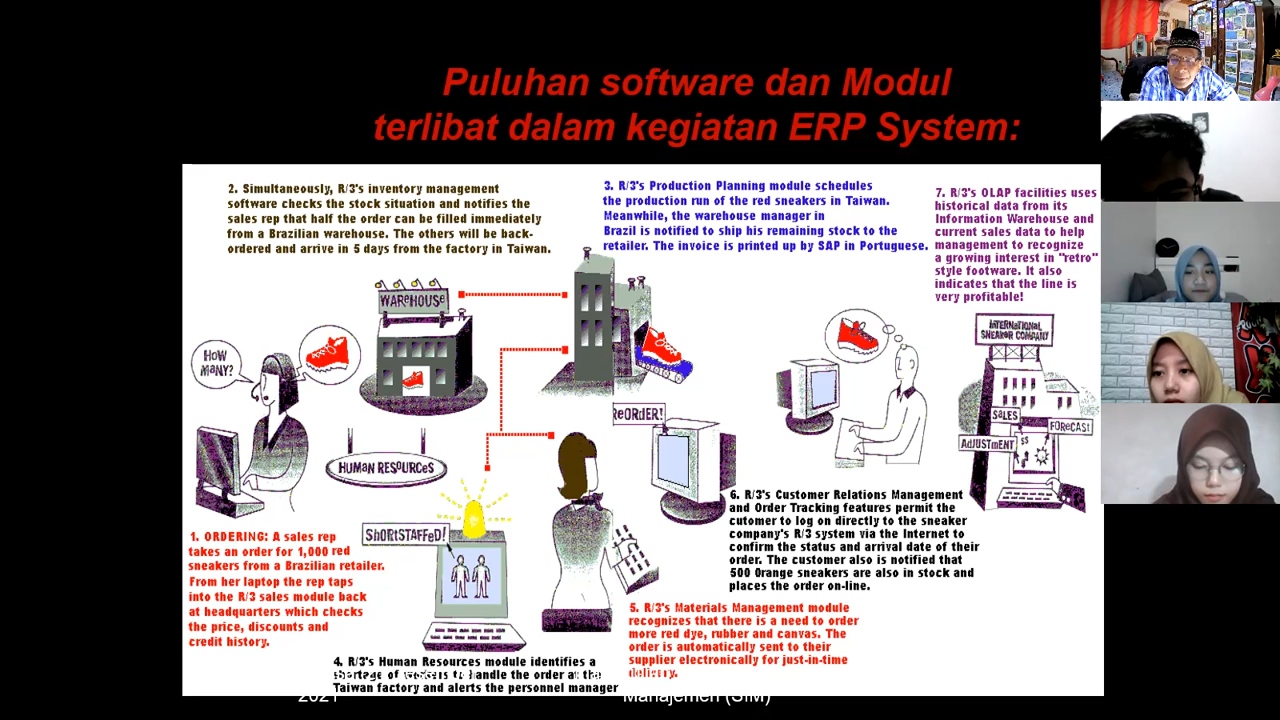 Puluhan software dan Modul
terlibat dalam kegiatan ERP System:
2. Simultaneously, R/3's inventory management
software checks the stock situation and notifies the
sales rep that half the order can be filled immediately
from a Brazilian warehouse. The others will be back-
ordered and arrive in 5 days from the factory in Taiwan.
3. R/3's Production Planning module schedules
the production run of the red sneakers in Taiwan.
Meanwhile, the warehouse manager in
Brazil is notified to ship his remaining stock to the
retailer. The invoice is printed up by SAP in Portuguese.
7. R/3's OLAP facilities uses
historical data from its
Information Warehouse and
current sales data to help
management to recognize
a growing interest in "retro"
style footware. It also
indicates that the line is
very profitable!
WAREHOUSE
HOW
MANY?
INTERNATIONAL
SNEAKER COMPANY
REORDER!
SALES
FORECAST
ADJUSTMENT
$$
HUMAN RESOURCES
SHORTSTAFFED!
1. ORDERING: A sales rep
takes an order for 1,000 red
sneakers from a Brazilian retailer.
From her laptop the rep taps
into the R/3 sales module back
at headquarters which checks
the price, discounts and
credit history.
6. R/3's Customer Relations Management
and Order Tracking features permit the
cutomer to log on directly to the sneaker
company's R/3 system via the Internet to
confirm the status and arrival date of their
order. The customer also is notified that
500 Orange sneakers are also in stock and
places the order on-line.
5. R/3's Materials Management module
recognizes that there is a need to order
more red dye, rubber and canvas. The
order is automatically sent to their
supplier electronically for just-in-time
delivery.
4. R/3's Human Resources module identifies a
shortage of workers to handle the order at the
Taiwan factory and alerts the personnel manager
2021
Manajemen (SIM)